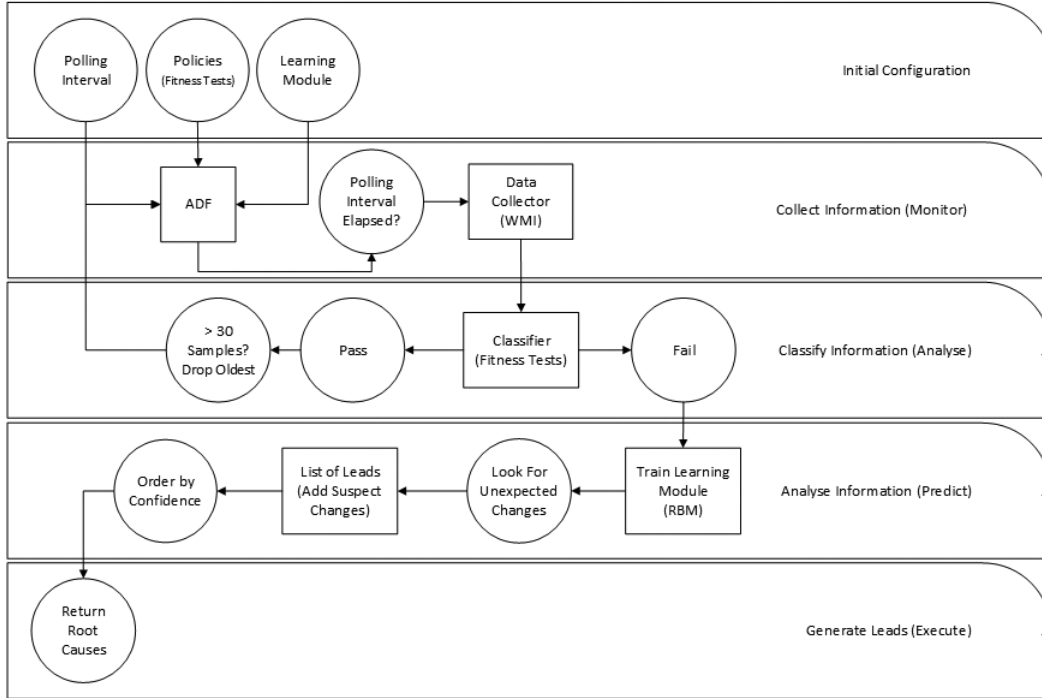 Polling
Interval
Policies
(Fitness Tests)
Learning
Module
Initial Configuration
ADF
Polling
Interval
Elapsed?
Data
Collector
(WMI)
Collect Information (Monitor)
> 30
Samples?
Drop Oldest
Pass
Classifier
(Fitness Tests)
Fail
Classify Information (Analyse)
Order by
Confidence
List of Leads
(Add Suspect
Changes)
Look For
Unexpected
Changes
Train Learning
Module
(RBM)
Analyse Information (Predict)
Return
Root
Causes
Generate Leads (Execute)